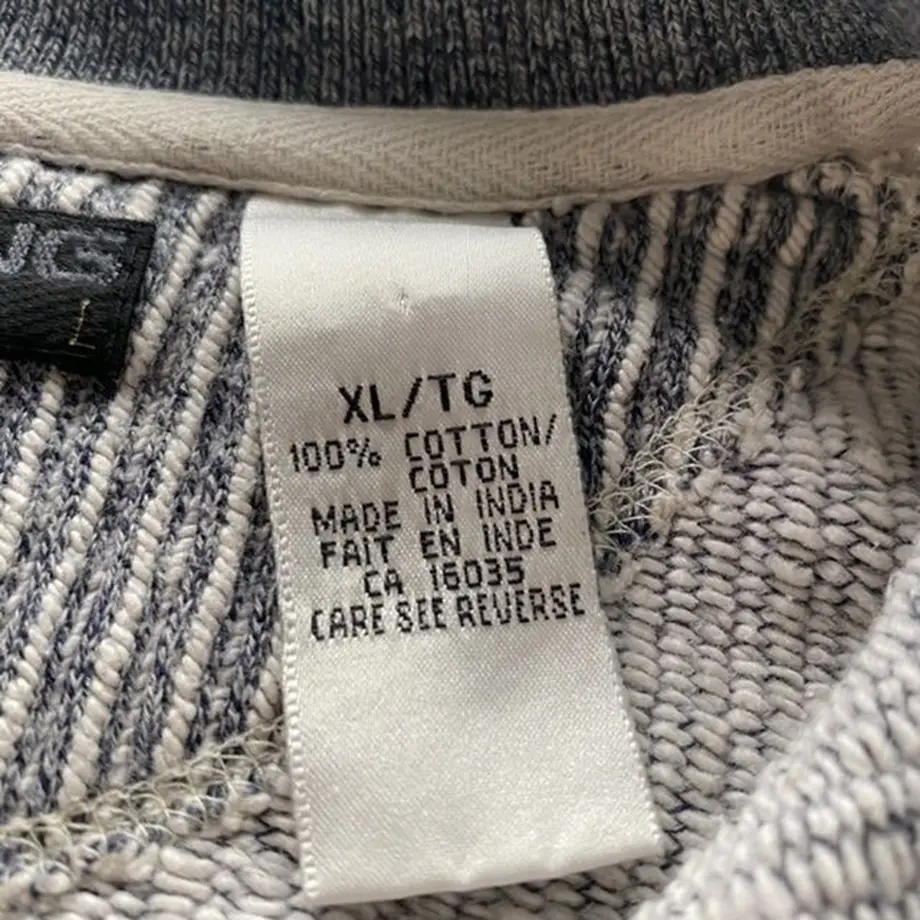 XL/TG
100% COTTON/
COTON
MADE IN INDIA
FAIT EN INDE
CA 16035
CARE SEE REVERSE